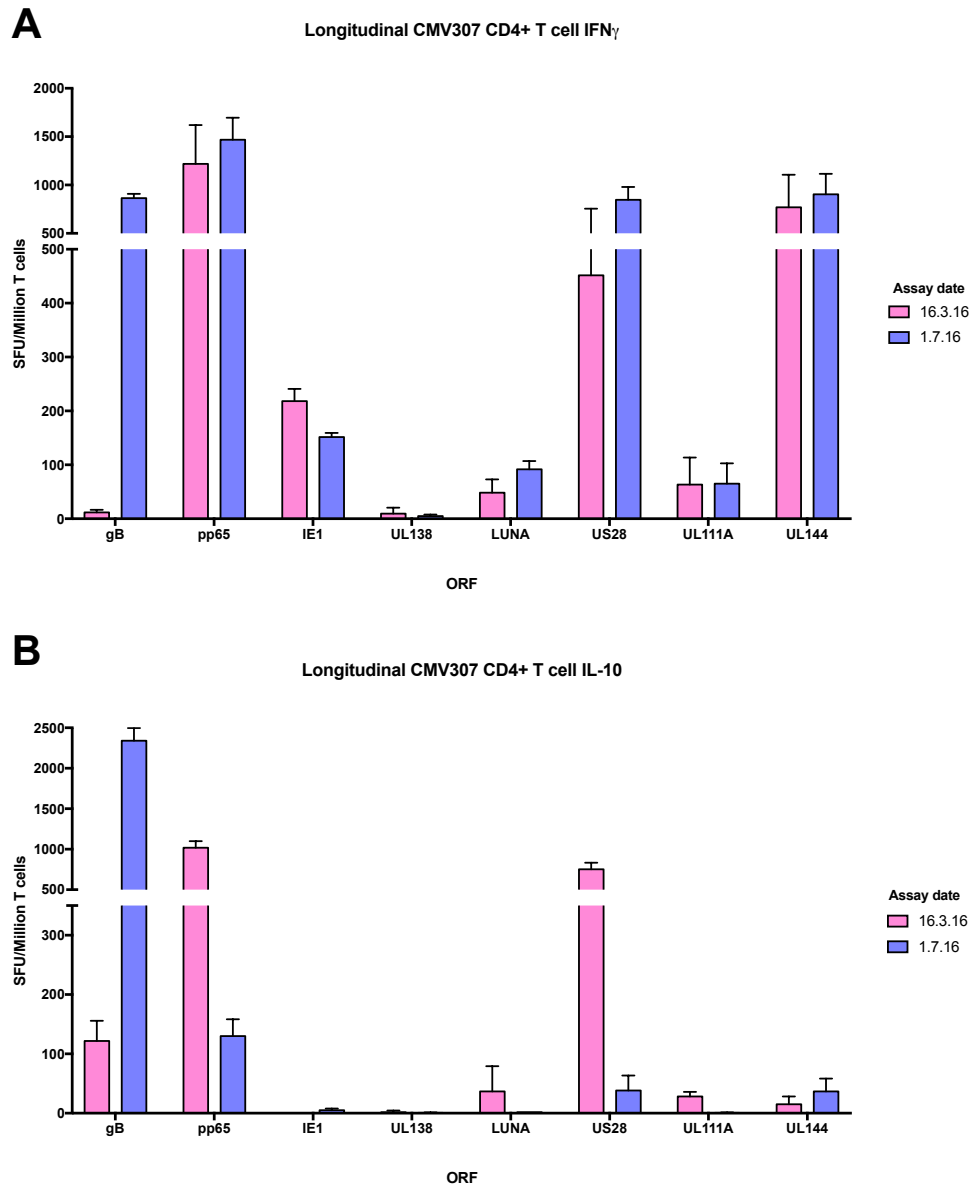 A
Longitudinal CMV307 CD4+ T cell IFNγ
2000
1500
1000
500
500
400
300
200
100
0
SFU/Million T cells
gB pp65 IE1 UL138 LUNA US28 UL111A UL144
ORF
Assay date
16.3.16
1.7.16
B
Longitudinal CMV307 CD4+ T cell IL-10
2500
2000
1500
1000
500
300
200
100
0
SFU/Million T cells
gB pp65 IE1 UL138 LUNA US28 UL111A UL144
ORF
Assay date
16.3.16
1.7.16